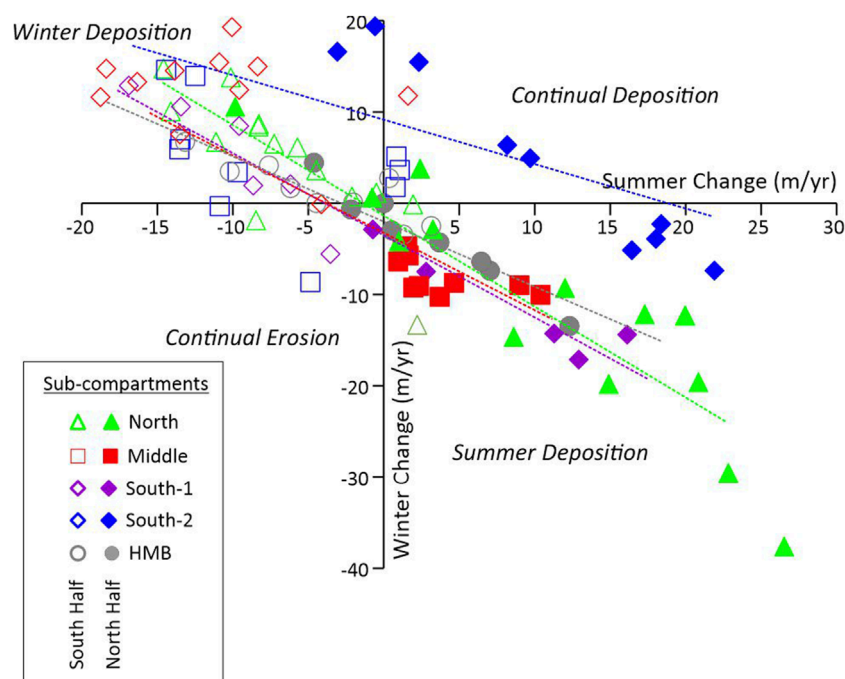 20
Winter Deposition
Continual Deposition
10
Summer Change (m/yr)
-20 -15 -10 -5 5 10 15 20 25 30
-10
Continual Erosion
Sub-compartments
North
Middle
South-1
South-2
HMB
South Half
North Half
-20
Summer Deposition
-30
-40
Winter Change (m/yr)